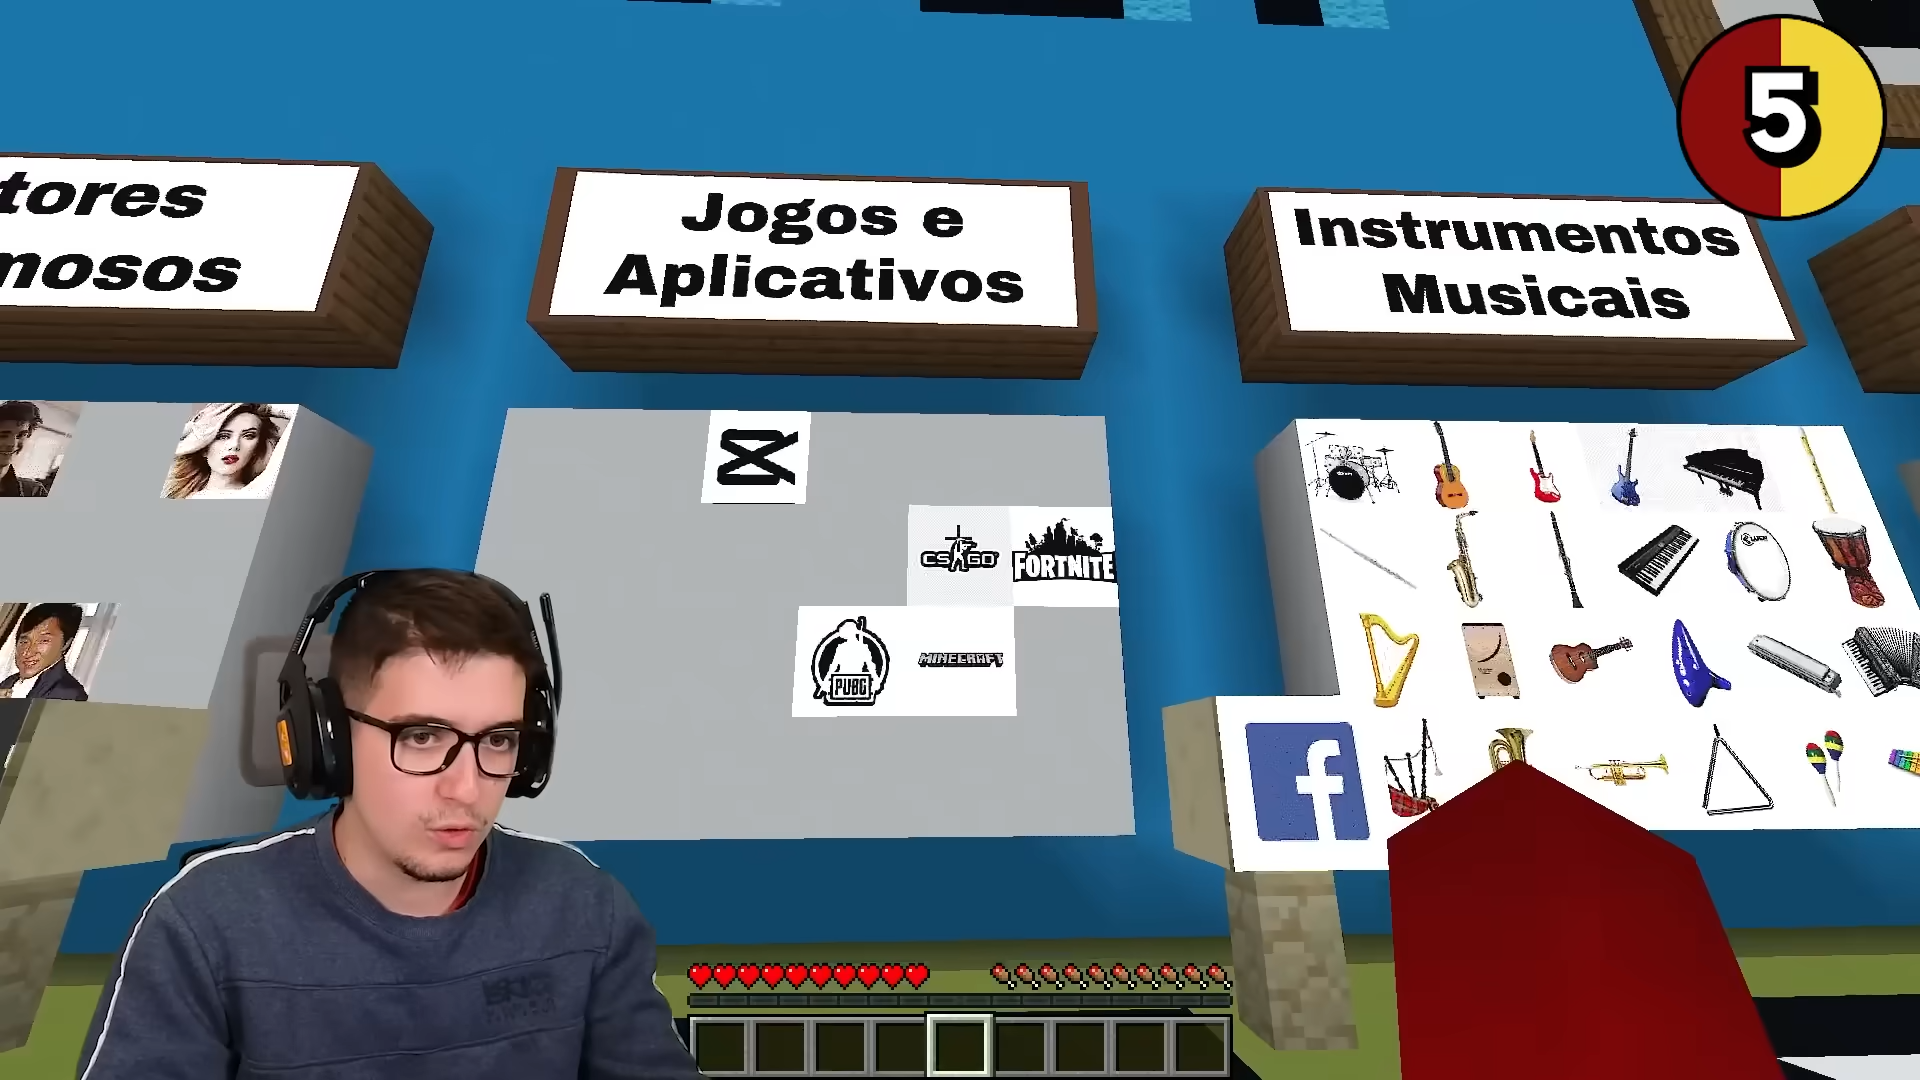 tores
mosos
Jogos e
Aplicativos
Instrumentos
Musicais
5
CS GO
FORTNITE
PUBG
MINECRAFT
f